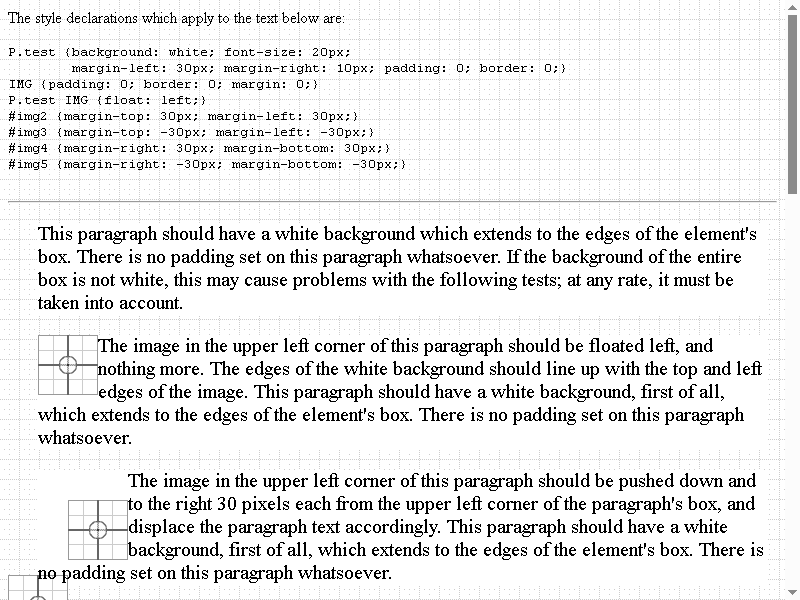 The style declarations which apply to the text below are:
P.test {background: white; font-size: 20px;
margin-left: 30px; margin-right: 10px; padding: 0; border: 0;}
IMG {padding: 0; border: 0; margin: 0;}
P.test IMG {float: left;}
#img2 {margin-top: 30px; margin-left: 30px;}
#img3 {margin-top: -30px; margin-left: -30px;}
#img4 {margin-right: 30px; margin-bottom: 30px;}
#img5 {margin-right: -30px; margin-bottom: -30px;}
This paragraph should have a white background which extends to the edges of the element's
box. There is no padding set on this paragraph whatsoever. If the background of the entire
box is not white, this may cause problems with the following tests; at any rate, it must be
taken into account.
The image in the upper left corner of this paragraph should be floated left, and
nothing more. The edges of the white background should line up with the top and left
edges of the image. This paragraph should have a white background, first of all,
which extends to the edges of the element's box. There is no padding set on this paragraph
whatsoever.
The image in the upper left corner of this paragraph should be pushed down and
to the right 30 pixels each from the upper left corner of the paragraph's box, and
displace the paragraph text accordingly. This paragraph should have a white
background, first of all, which extends to the edges of the element's box. There is
no padding set on this paragraph whatsoever.